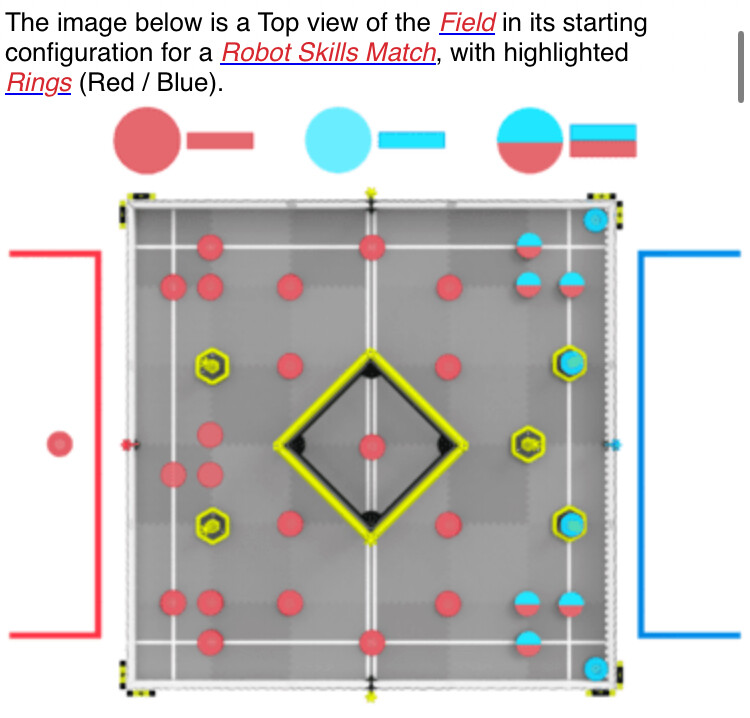 The image below is a Top view of the Field in its starting
configuration for a Robot Skills Match, with highlighted
Rings (Red / Blue).